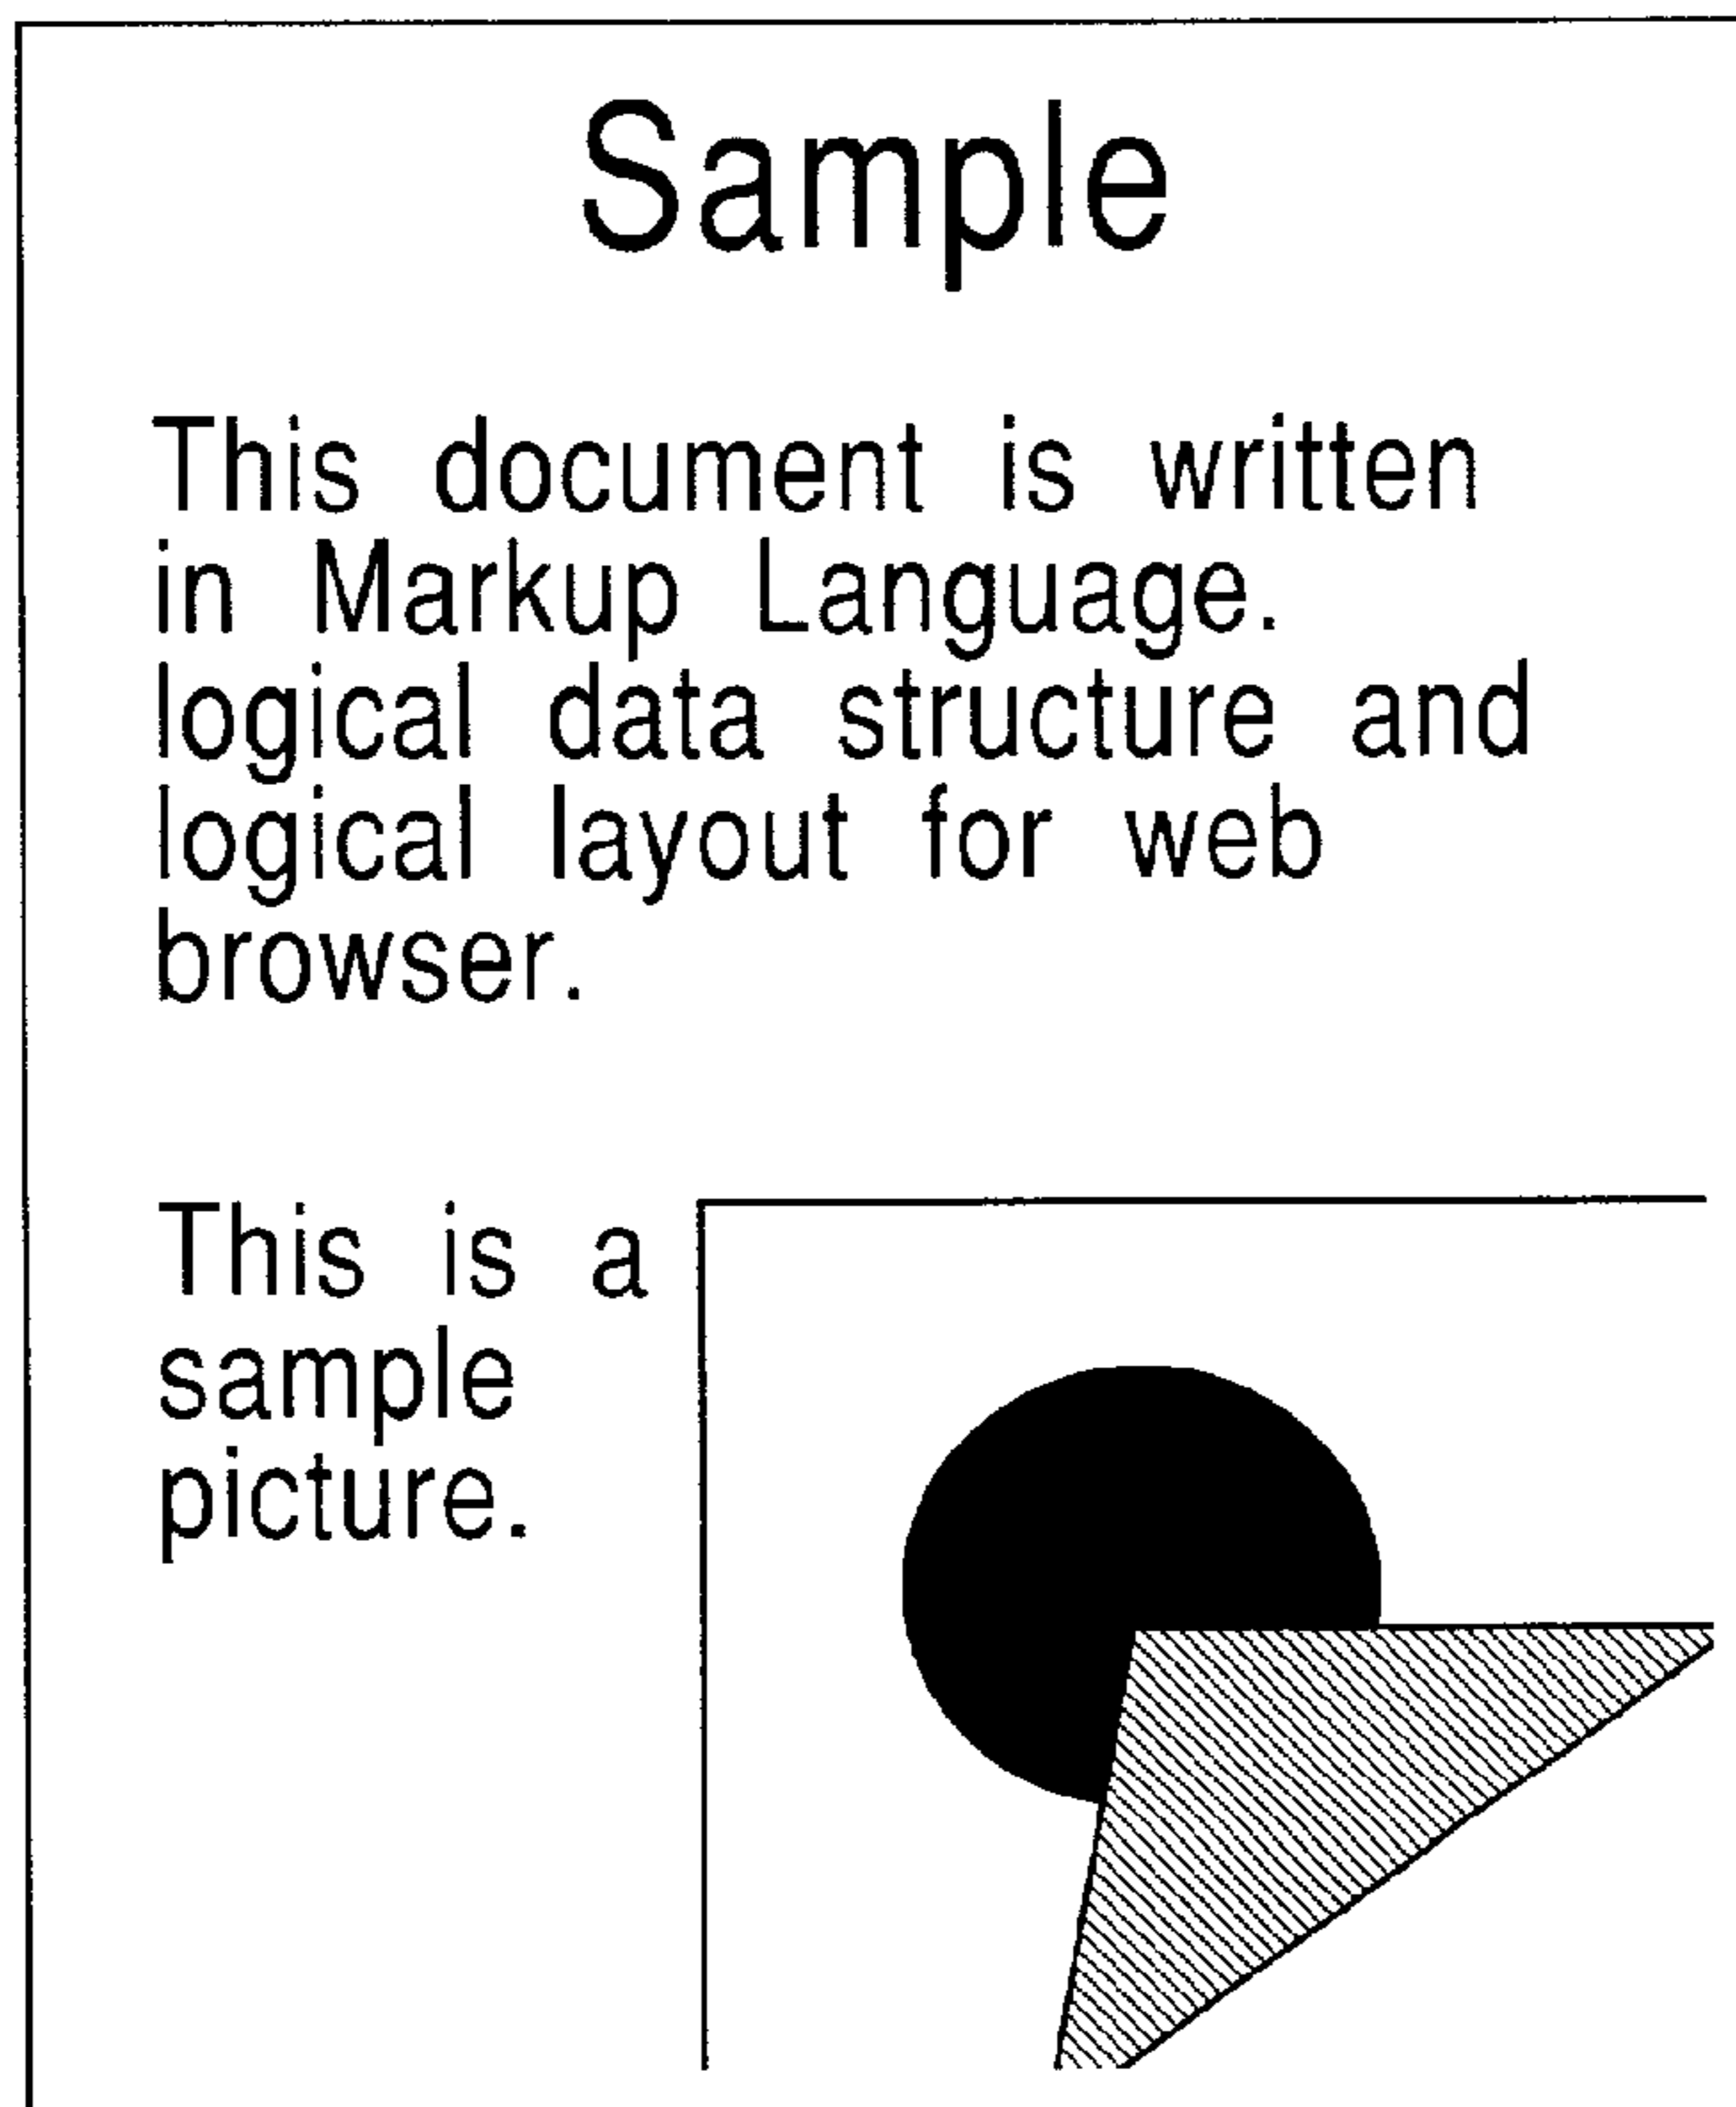 Sample
This document is written
in Markup Language.
logical data structure and
logical layout for web
browser.
This is a
sample
picture.